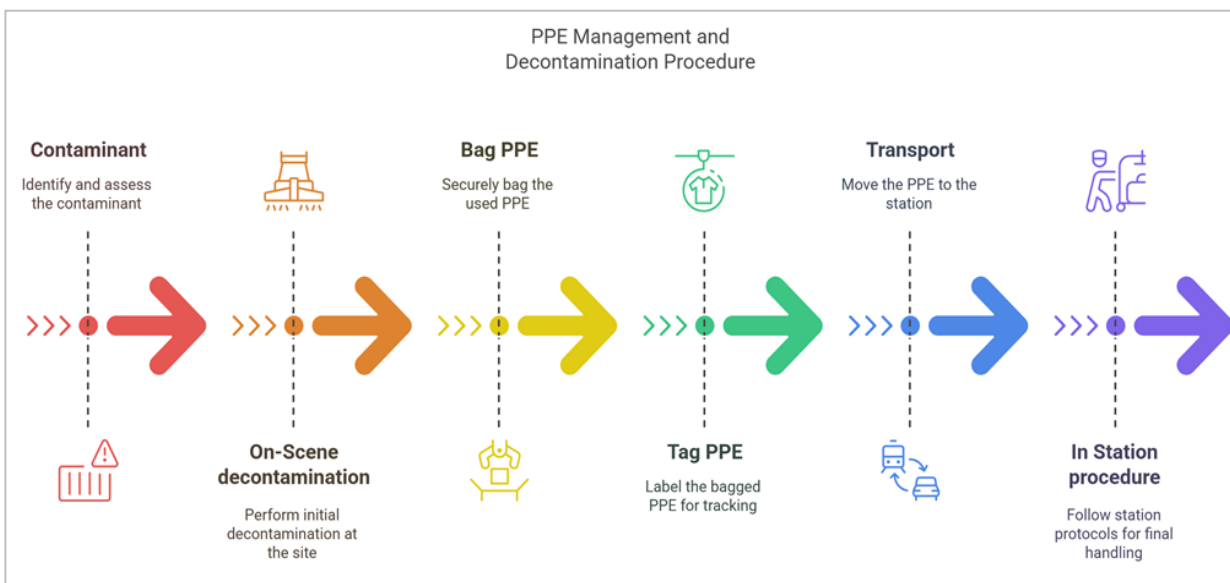 PPE Management and
Decontamination Procedure
Contaminant
Identify and assess
the contaminant
On-Scene
decontamination
Perform initial
decontamination at
the site
Bag PPE
Securely bag the
used PPE
Tag PPE
Label the bagged
PPE for tracking
Transport
Move the PPE to the
station
In Station
procedure
Follow station
protocols for final
handling